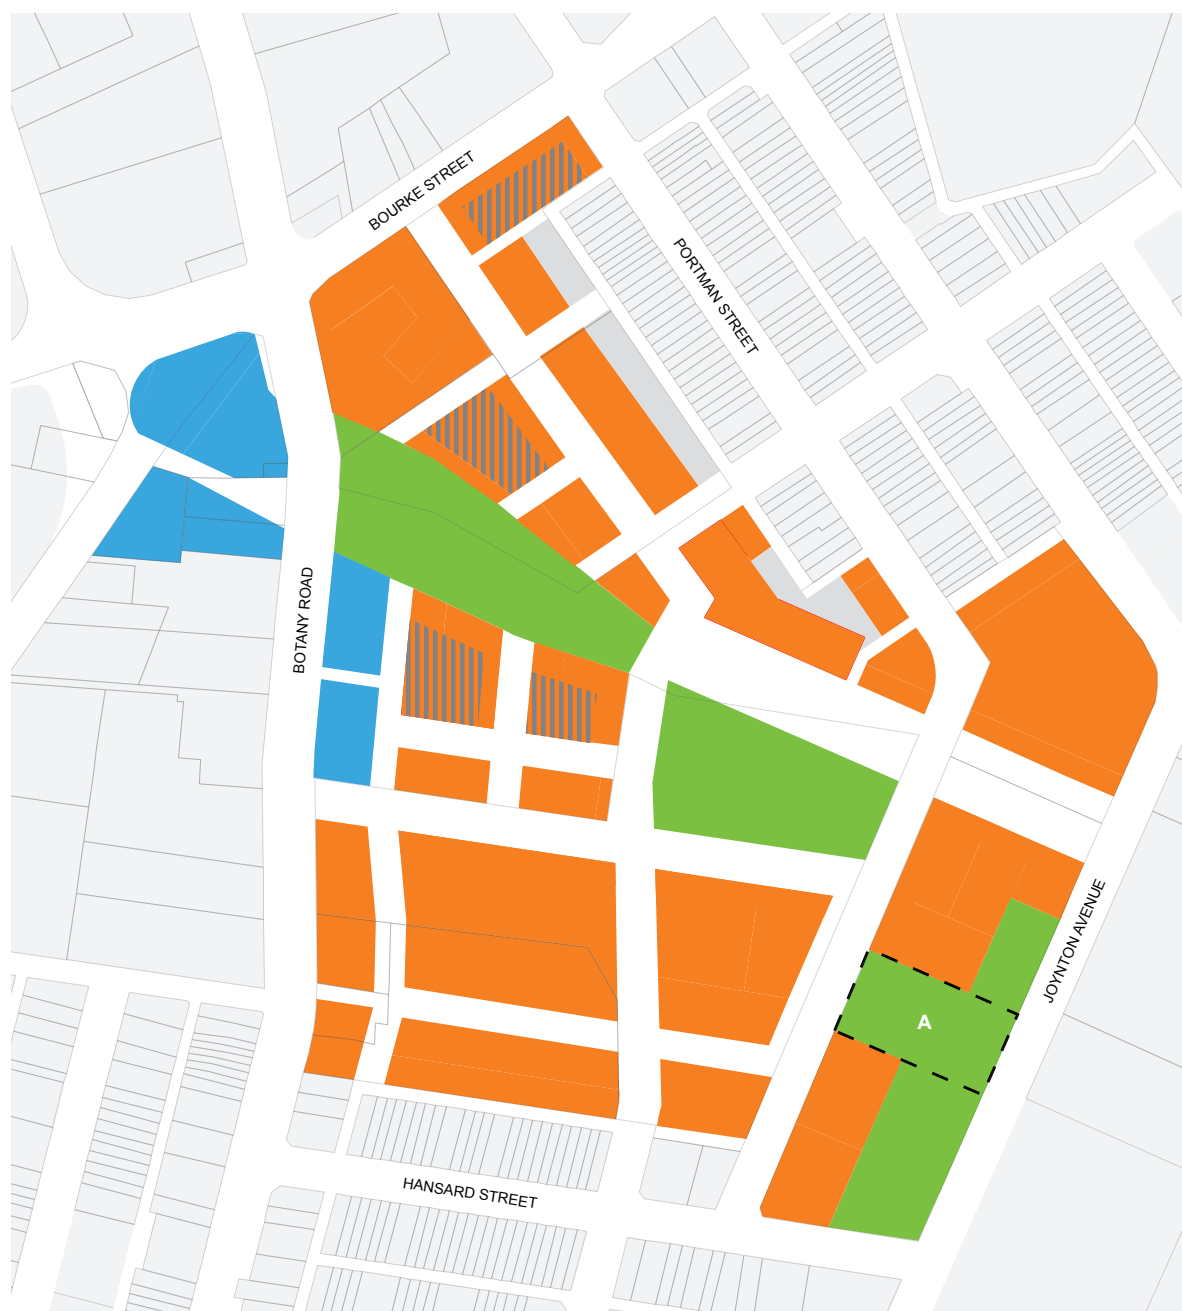 BOURKE STREET
PORTMAN STREET
BOTANY ROAD
JOYNTON AVENUE
A
HANSARD STREET